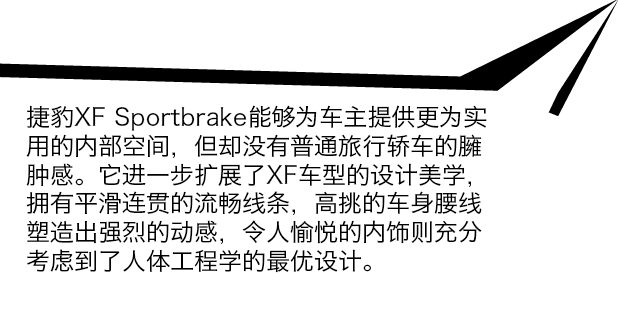 捷豹XF Sportbrake能够为车主提供更为实
用的内部空间，但却没有普通旅行轿车的臃
肿感。它进一步扩展了XF车型的设计美学，
拥有平滑连贯的流畅线条，高挑的车身腰线
塑造出强烈的动感，令人愉悦的内饰则充分
考虑到了人体工程学的最优设计。